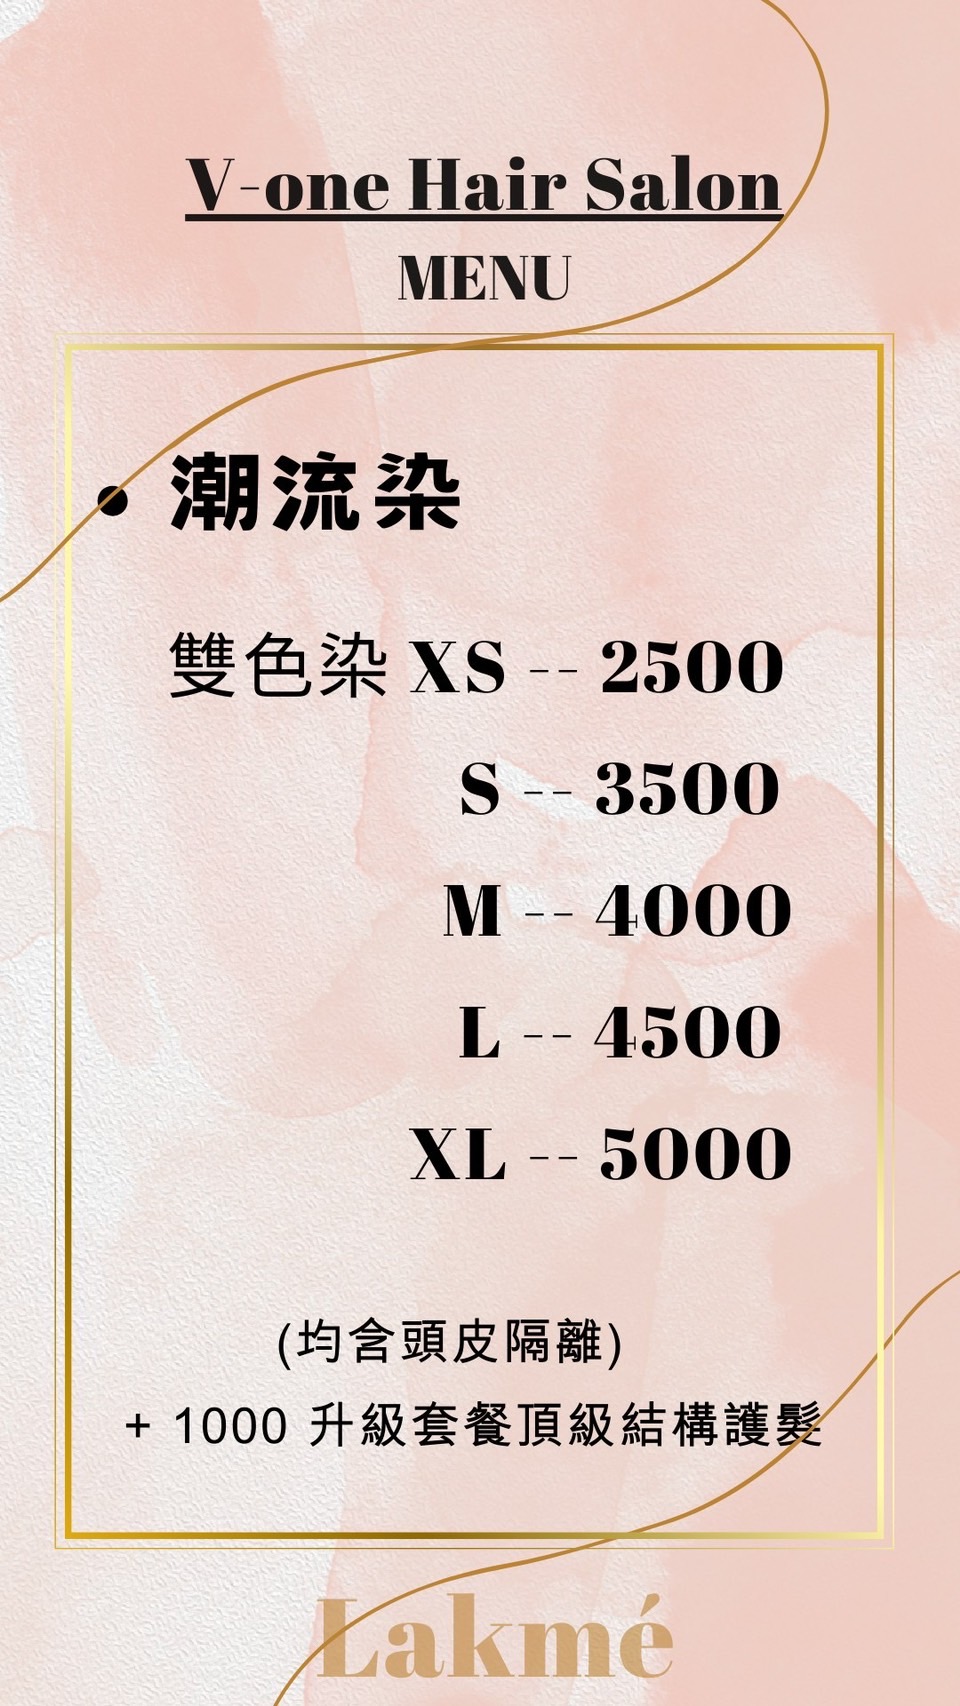 V-one Hair Salon
MENU
• 潮流染
雙色染 XS -- 2500
S -- 3500
M -- 4000
L -- 4500
XL -- 5000
(均含頭皮隔離)
+ 1000 升級套餐頂級結構護髮
Lakmé